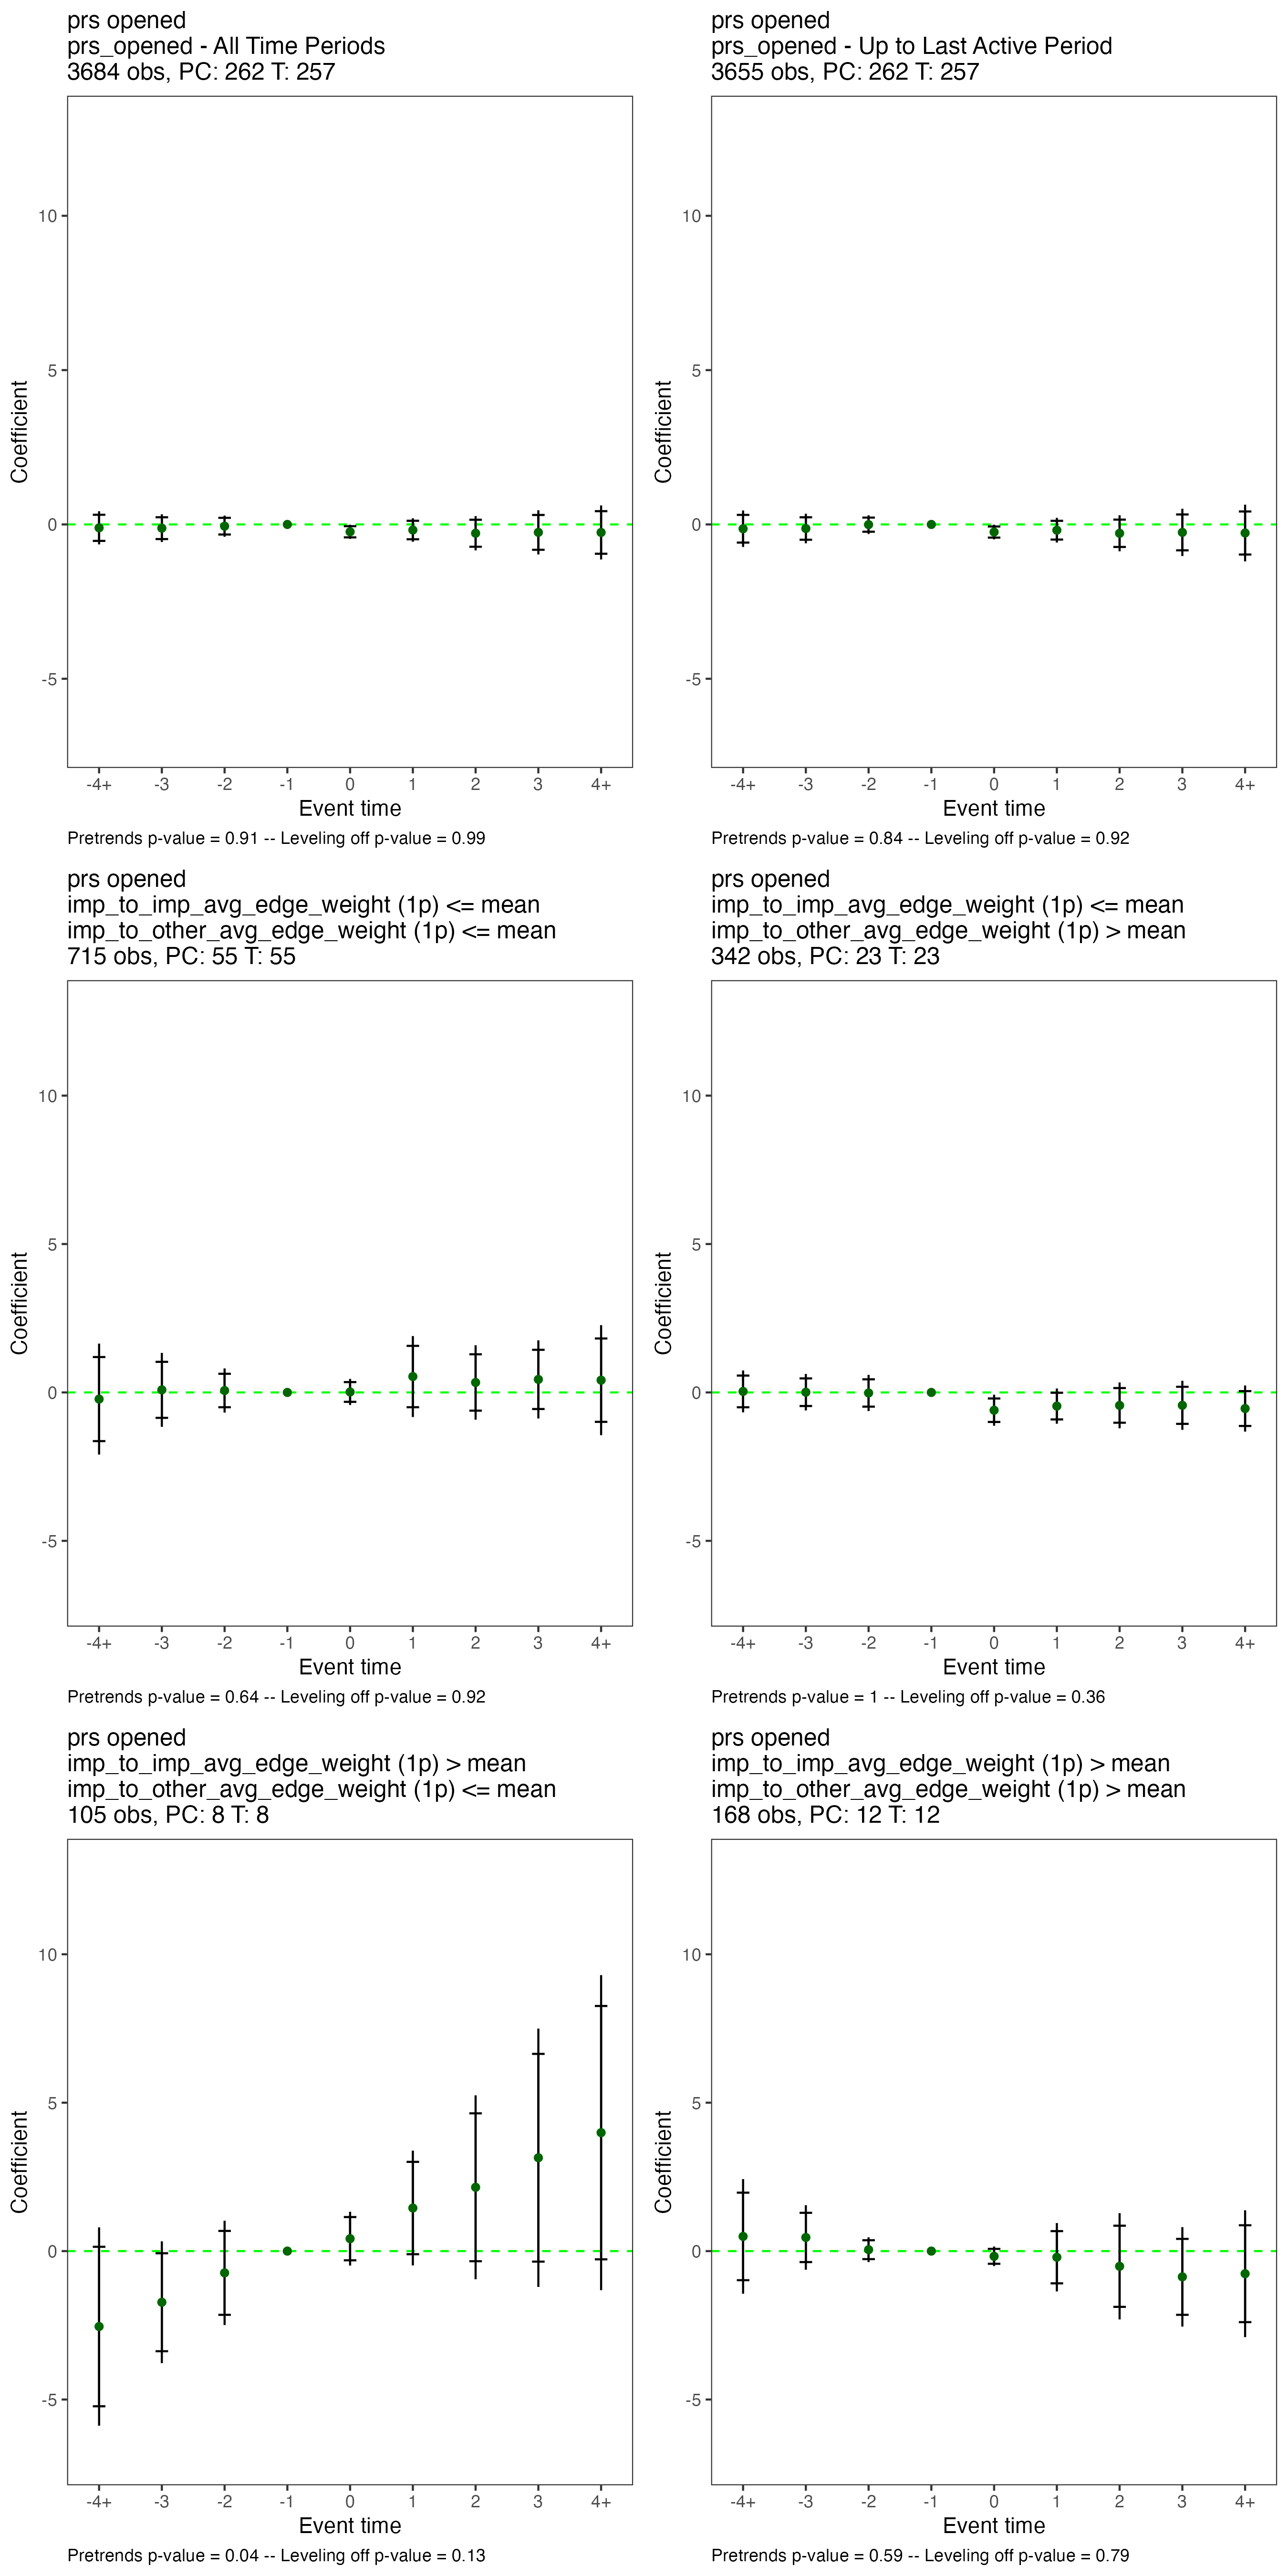 prs opened
prs_opened - All Time Periods
3684 obs, PC: 262 T: 257
10
5
0
-5
Coefficient
-4+ -3 -2 -1 0 1 2 3 4+
Event time
Pretrends p-value = 0.91 -- Leveling off p-value = 0.99
prs opened
prs_opened - Up to Last Active Period
3655 obs, PC: 262 T: 257
10
5
0
-5
Coefficient
-4+ -3 -2 -1 0 1 2 3 4+
Event time
Pretrends p-value = 0.84 -- Leveling off p-value = 0.92
prs opened
imp_to_imp_avg_edge_weight (1p) <= mean
imp_to_other_avg_edge_weight (1p) <= mean
715 obs, PC: 55 T: 55
10
5
0
-5
Coefficient
-4+ -3 -2 -1 0 1 2 3 4+
Event time
Pretrends p-value = 0.64 -- Leveling off p-value = 0.92
prs opened
imp_to_imp_avg_edge_weight (1p) <= mean
imp_to_other_avg_edge_weight (1p) > mean
342 obs, PC: 23 T: 23
10
5
0
-5
Coefficient
-4+ -3 -2 -1 0 1 2 3 4+
Event time
Pretrends p-value = 1 -- Leveling off p-value = 0.36
prs opened
imp_to_imp_avg_edge_weight (1p) > mean
imp_to_other_avg_edge_weight (1p) <= mean
105 obs, PC: 8 T: 8
10
5
0
-5
Coefficient
-4+ -3 -2 -1 0 1 2 3 4+
Event time
Pretrends p-value = 0.04 -- Leveling off p-value = 0.13
prs opened
imp_to_imp_avg_edge_weight (1p) > mean
imp_to_other_avg_edge_weight (1p) > mean
168 obs, PC: 12 T: 12
10
5
0
-5
Coefficient
-4+ -3 -2 -1 0 1 2 3 4+
Event time
Pretrends p-value = 0.59 -- Leveling off p-value = 0.79